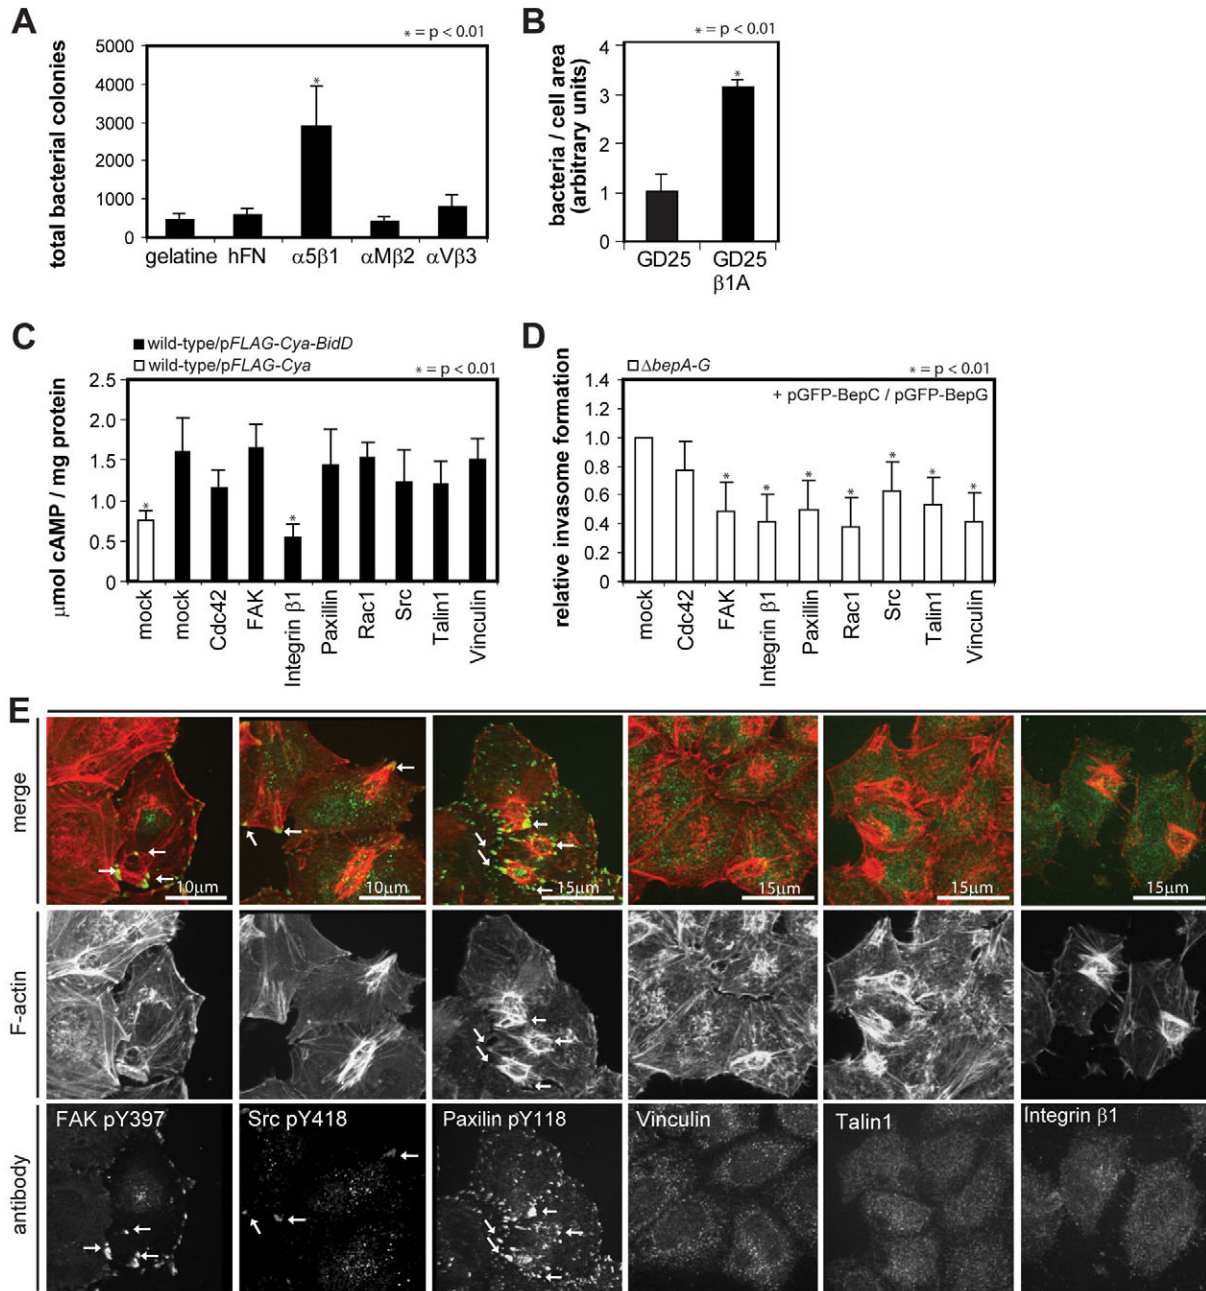 A
* = p < 0.01
total bacterial colonies
5000
4000
3000
2000
1000
0
*
gelatine hFN α5β1 αMβ2 αVβ3
B
* = p < 0.01
bacteria / cell area
(arbitrary units)
4
3
2
1
0
*
GD25 GD25
β1A
C
■ wild-type/pFLAG-Cya-BidD
□ wild-type/pFLAG-Cya
* = p < 0.01
μmol cAMP / mg protein
2.5
2.0
1.5
1.0
0.5
0
* *
mock mock Cdc42 FAK Integrin β1 Paxillin Rac1 Src Talin1 Vinculin
D
□ ΔbepA-G
* = p < 0.01
+ pGFP-BepC / pGFP-BepG
relative invasome formation
1.4
1.2
1.0
0.8
0.6
0.4
0.2
0
* * * * * * *
mock Cdc42 FAK Integrin β1 Paxillin Rac1 Src Talin1 Vinculin
E
merge
10μm 10μm 15μm 15μm 15μm 15μm
F-actin
antibody
FAK pY397 Src pY418 Paxilin pY118 Vinculin Talin1 Integrin β1